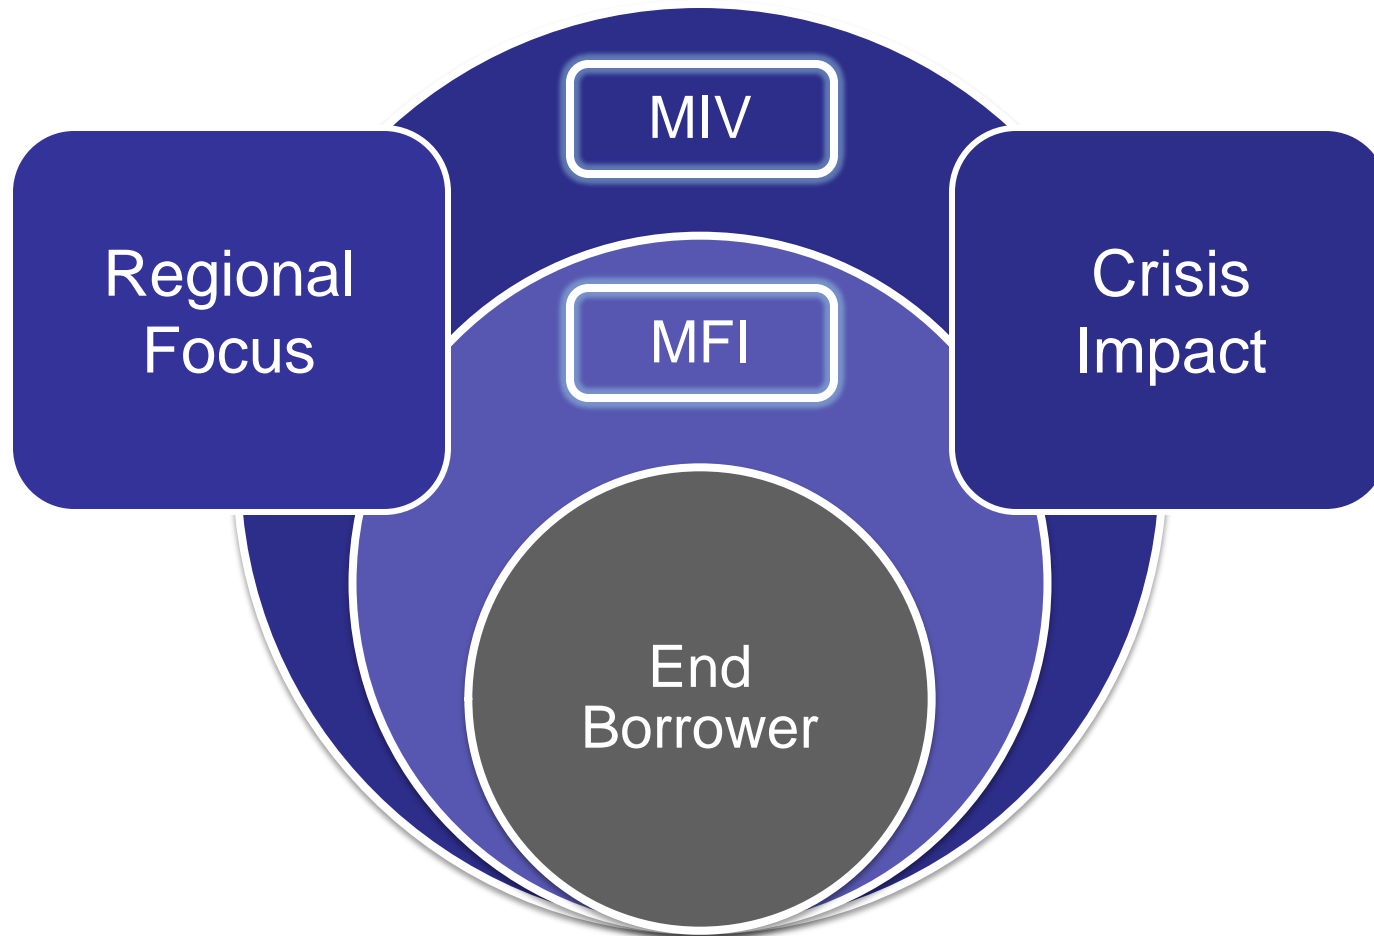 MIV
Regional
Focus
Crisis
Impact
MFI
End
Borrower